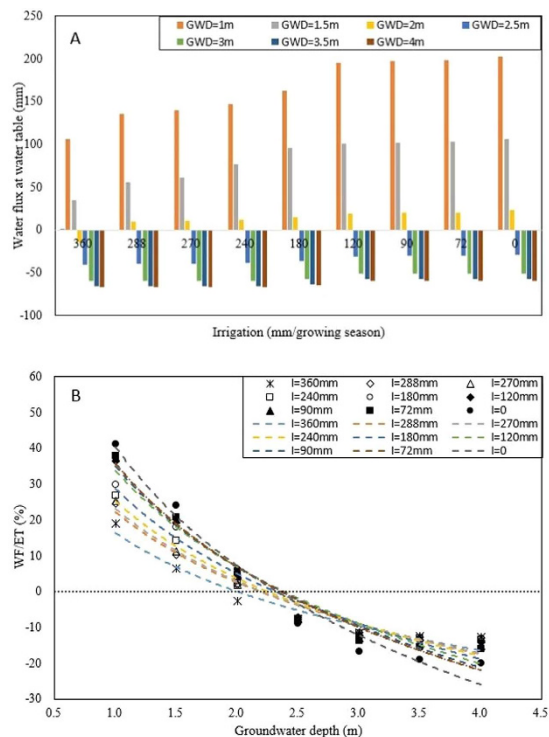 A
GWD=1m GWD=1.5m GWD=2m GWD=2.5m
GWD=3m GWD=3.5m GWD=4m
Water flux at water table (mm)
250
200
150
100
50
0
-50
-100
360 288 270 240 180 120 90 72 0
Irrigation (mm/growing season)
B
I=360mm I=288mm I=270mm
I=240mm I=180mm I=120mm
I=90mm I=72mm I=0
I=360mm I=288mm I=270mm
I=240mm I=180mm I=120mm
I=90mm I=72mm I=0
WF/ET (%)
60
50
40
30
20
10
0
-10
-20
-30
0.5 1.0 1.5 2.0 2.5 3.0 3.5 4.0 4.5
Groundwater depth (m)